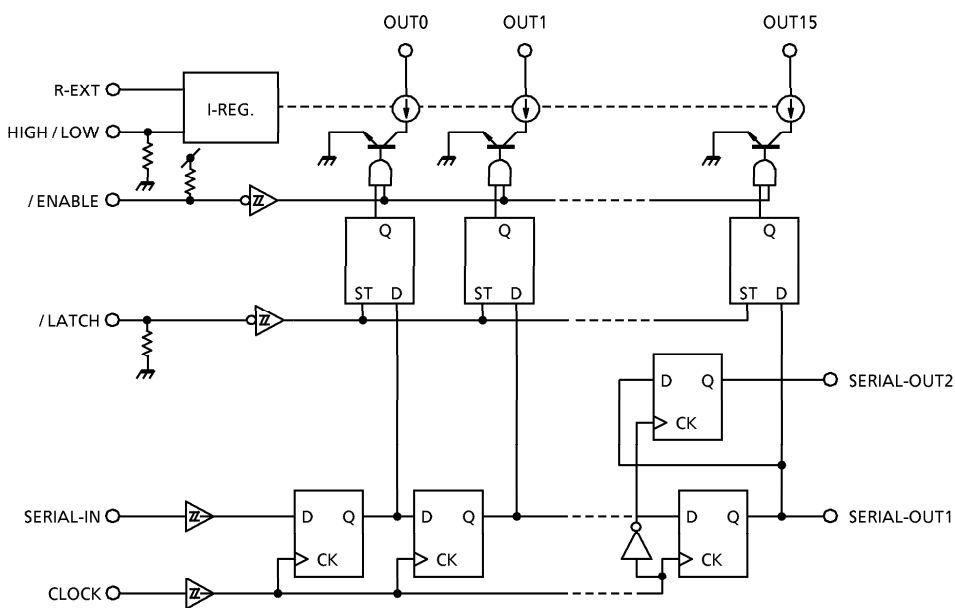 OUT0 OUT1 OUT15
R-EXT
I-REG.
HIGH / LOW
/ ENABLE
Q Q Q
ST D ST D ST D
/ LATCH
D Q SERIAL-OUT2
CK
SERIAL-IN D Q D Q D Q SERIAL-OUT1
CK CK CK
CLOCK